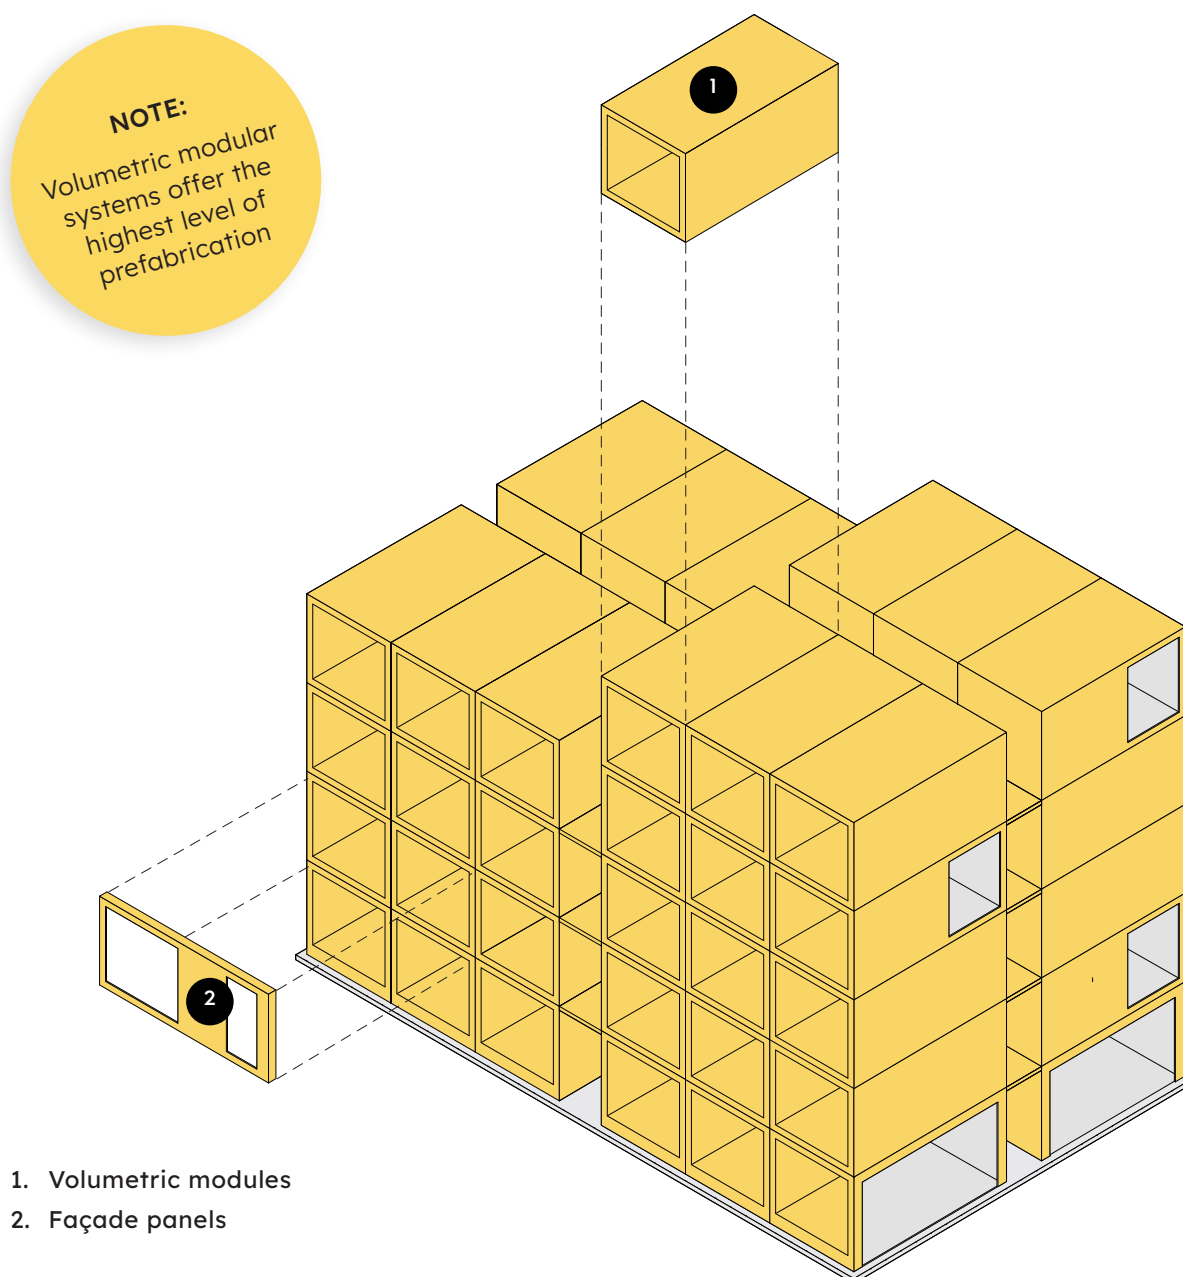 NOTE:
Volumetric modular
systems offer the
highest level of
prefabrication
1
2
1. Volumetric modules
2. Façade panels